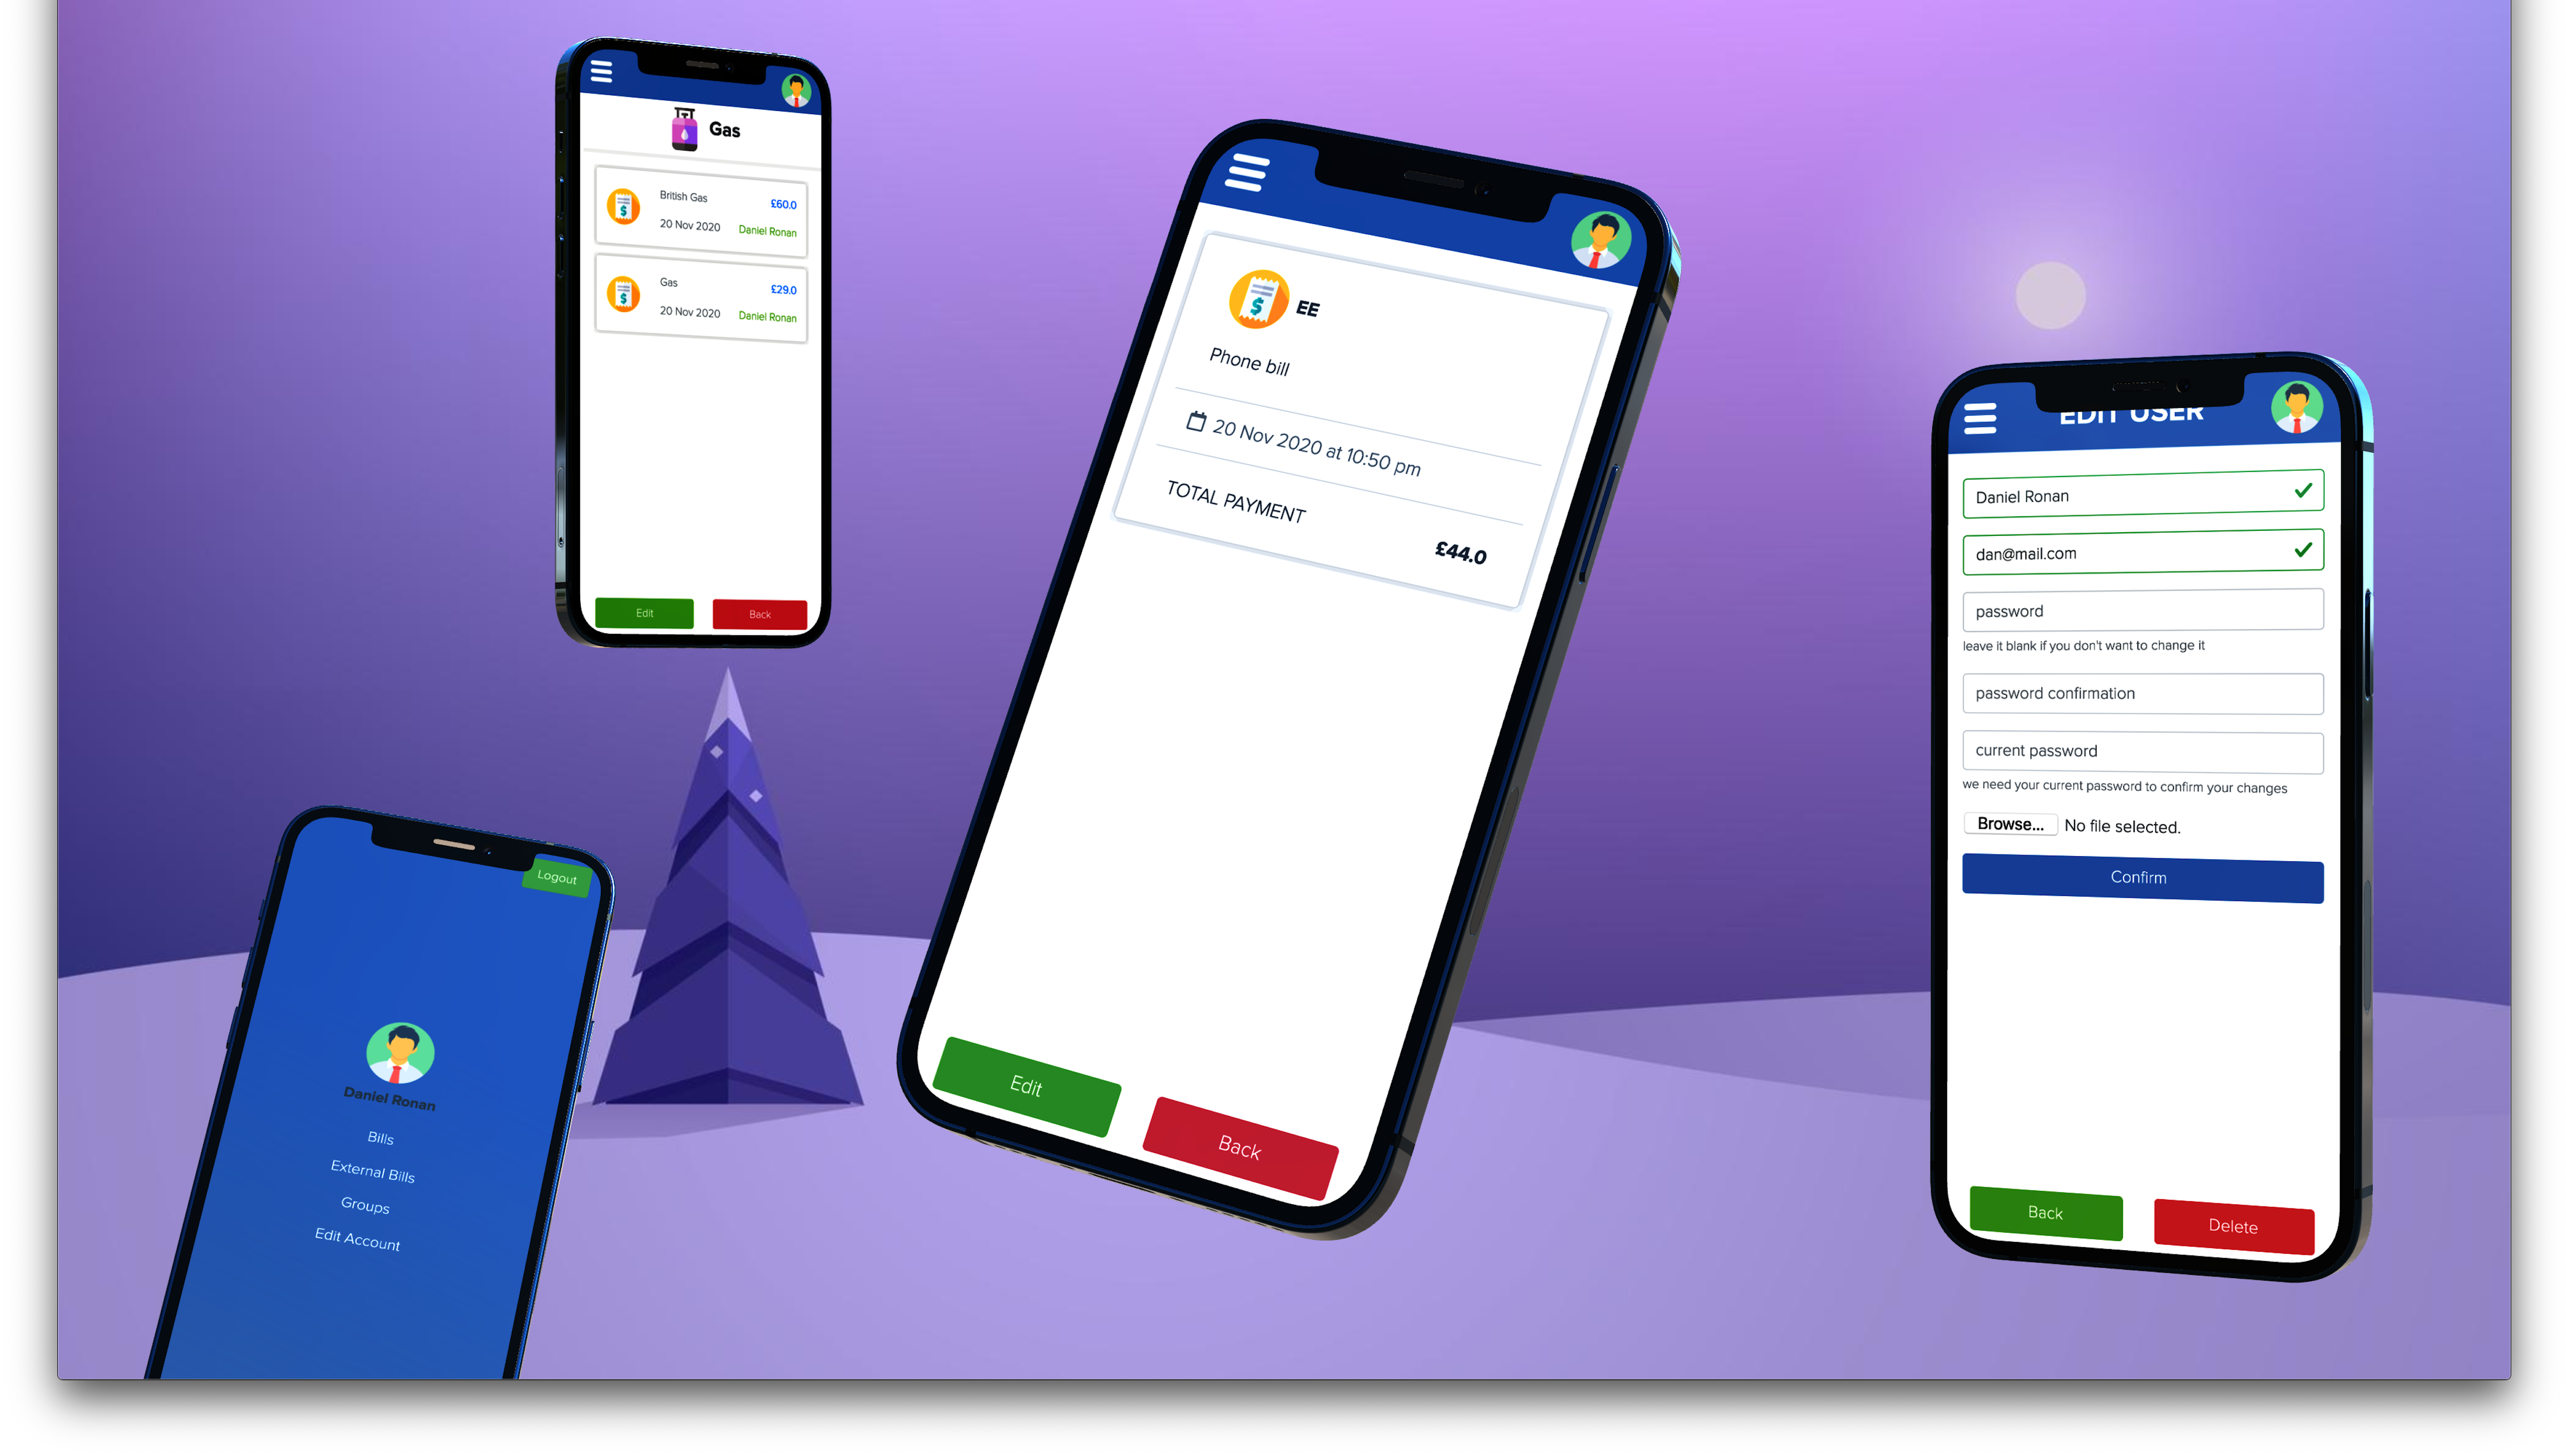 Gas
British Gas
£60.0
20 Nov 2020
Daniel Ronan
Gas
£29.0
20 Nov 2020
Daniel Ronan
Edit
Back
EE
Phone bill
20 Nov 2020 at 10:50 pm
TOTAL PAYMENT
£44.0
Edit
Back
EDIT USER
Daniel Ronan
dan@mail.com
password
leave it blank if you don't want to change it
password confirmation
current password
we need your current password to confirm your changes
Browse... No file selected.
Confirm
Back
Delete
Logout
Daniel Ronan
Bills
External Bills
Groups
Edit Account